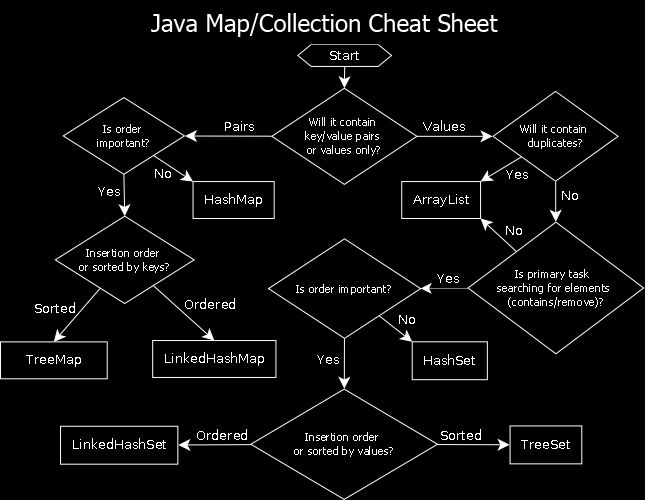 Java Map/Collection Cheat Sheet
Start
Will it contain
key/value pairs
or values only?
Pairs
Values
Is order
important?
Will it contain
duplicates?
No
Yes
Yes
No
HashMap
ArrayList
No
Insertion order
or sorted by keys?
Is order important?
Yes
Is primary task
searching for elements
(contains/remove)?
Sorted
Ordered
No
TreeMap
LinkedHashMap
Yes
HashSet
LinkedHashSet
Ordered
Insertion order
or sorted by values?
Sorted
TreeSet